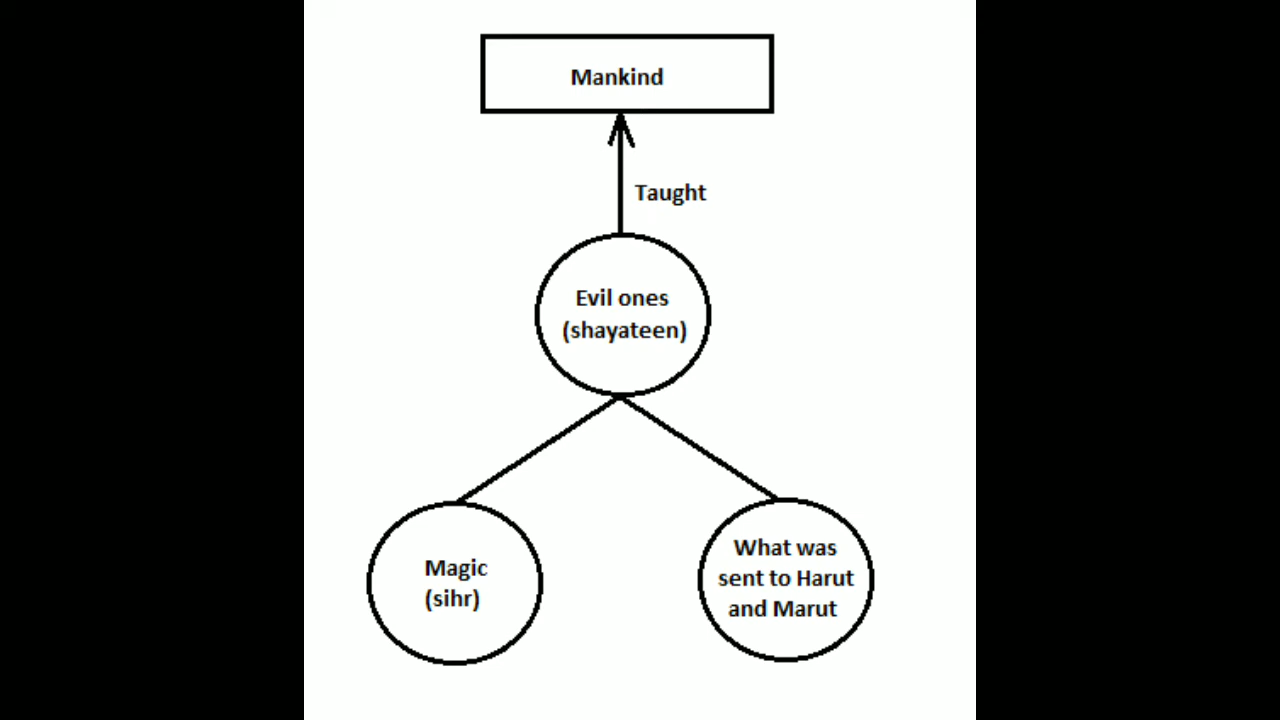 Mankind
Taught
Evil ones
(shayateen)
Magic
(sihr)
What was
sent to Harut
and Marut